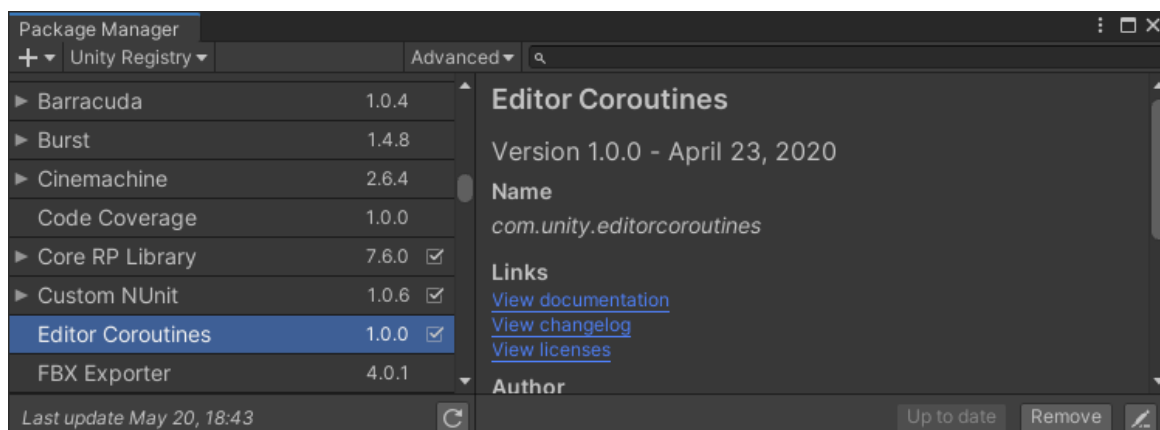 Package Manager
Unity Registry Advanced
Barracuda 1.0.4
Burst 1.4.8
Cinemachine 2.6.4
Code Coverage 1.0.0
Core RP Library 7.6.0
Custom NUnit 1.0.6
Editor Coroutines 1.0.0
FBX Exporter 4.0.1
Last update May 20, 18:43
Editor Coroutines
Version 1.0.0 - April 23, 2020
Name
com.unity.editorcoroutines
Links
View documentation
View changelog
View licenses
Author
Up to date Remove